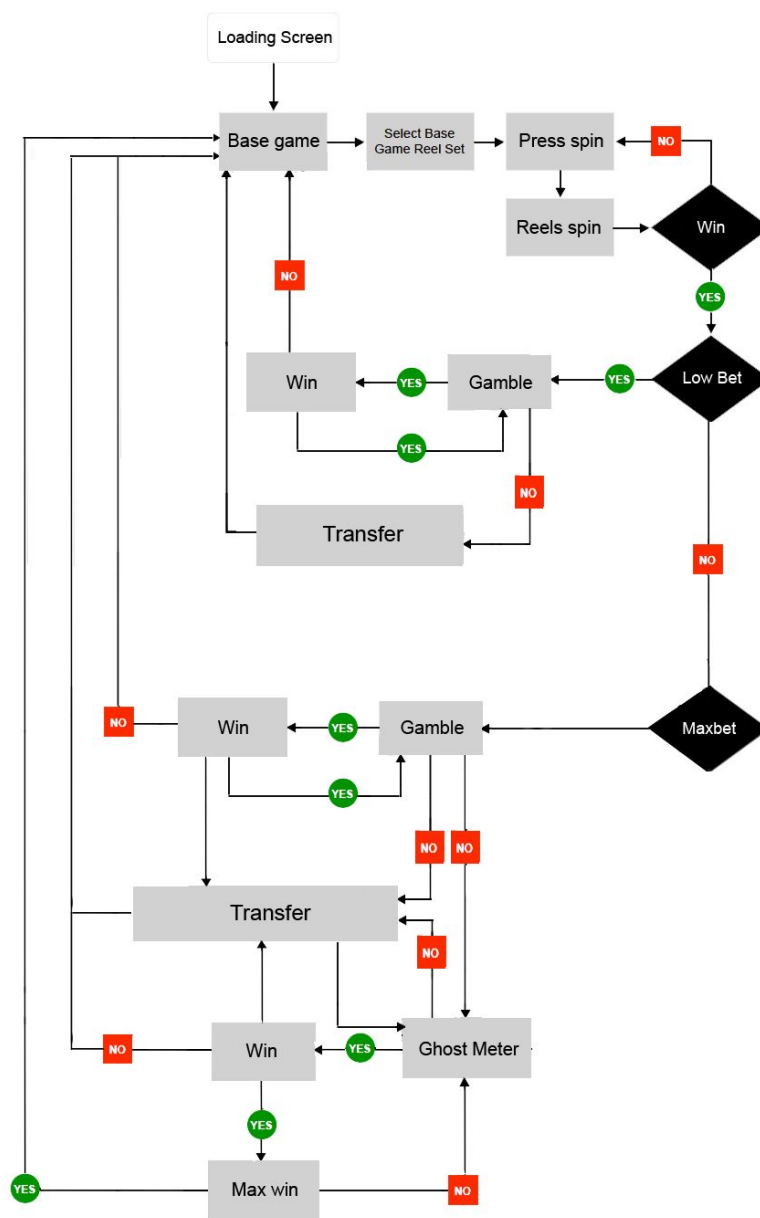 Loading Screen
Base game
Select Base
Game Reel Set
Press spin
NO
Reels spin
Win
YES
NO
Win
YES
Gamble
YES
Low Bet
YES
NO
Transfer
NO
NO
Win
YES
Gamble
Maxbet
YES
NO
NO
Transfer
NO
NO
Win
YES
Ghost Meter
YES
YES
Max win
NO